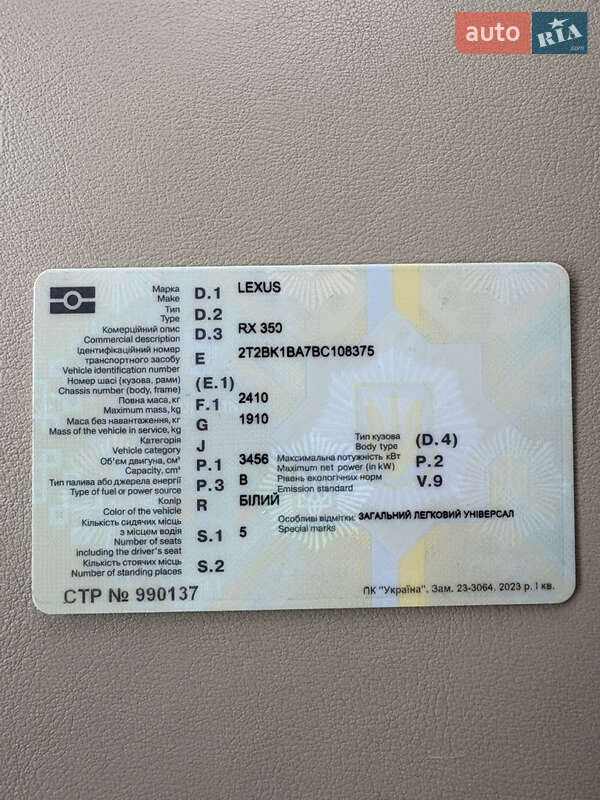 auto RIA.com
Марка
Make D.1 LEXUS
Тип
Type D.2
Комерційний опис
Commercial description D.3 RX 350
Ідентифікаційний номер
транспортного засобу E 2T2BK1BA7BC108375
Vehicle identification number
Номер шасі (кузова, рами) (E.1)
Chassis number (body, frame)
Повна маса, кг F.1 2410
Maximum mass, kg
Маса без навантаження, кг G 1910
Mass of the vehicle in service, kg
Категорія J
Vehicle category
Тип кузова (D.4)
Body type
Об'єм двигуна, см³ P.1 3456
Capacity, cm³
Максимальна потужність кВт P.2
Maximum net power (in kW)
Тип палива або джерела енергії P.3 B
Type of fuel or power source
Рівень екологічних норм V.9
Emission standard
Колір R БІЛИЙ
Color of the vehicle
Кількість сидячих місць
з місцем водія S.1 5
Number of seats
including the driver's seat
Особливі відмітки: ЗАГАЛЬНИЙ ЛЕГКОВИЙ УНІВЕРСАЛ
Special marks
Кількість стоячих місць S.2
Number of standing places
СТР № 990137
ПК "Україна". Зам. 23-3064. 2023 р. I кв.